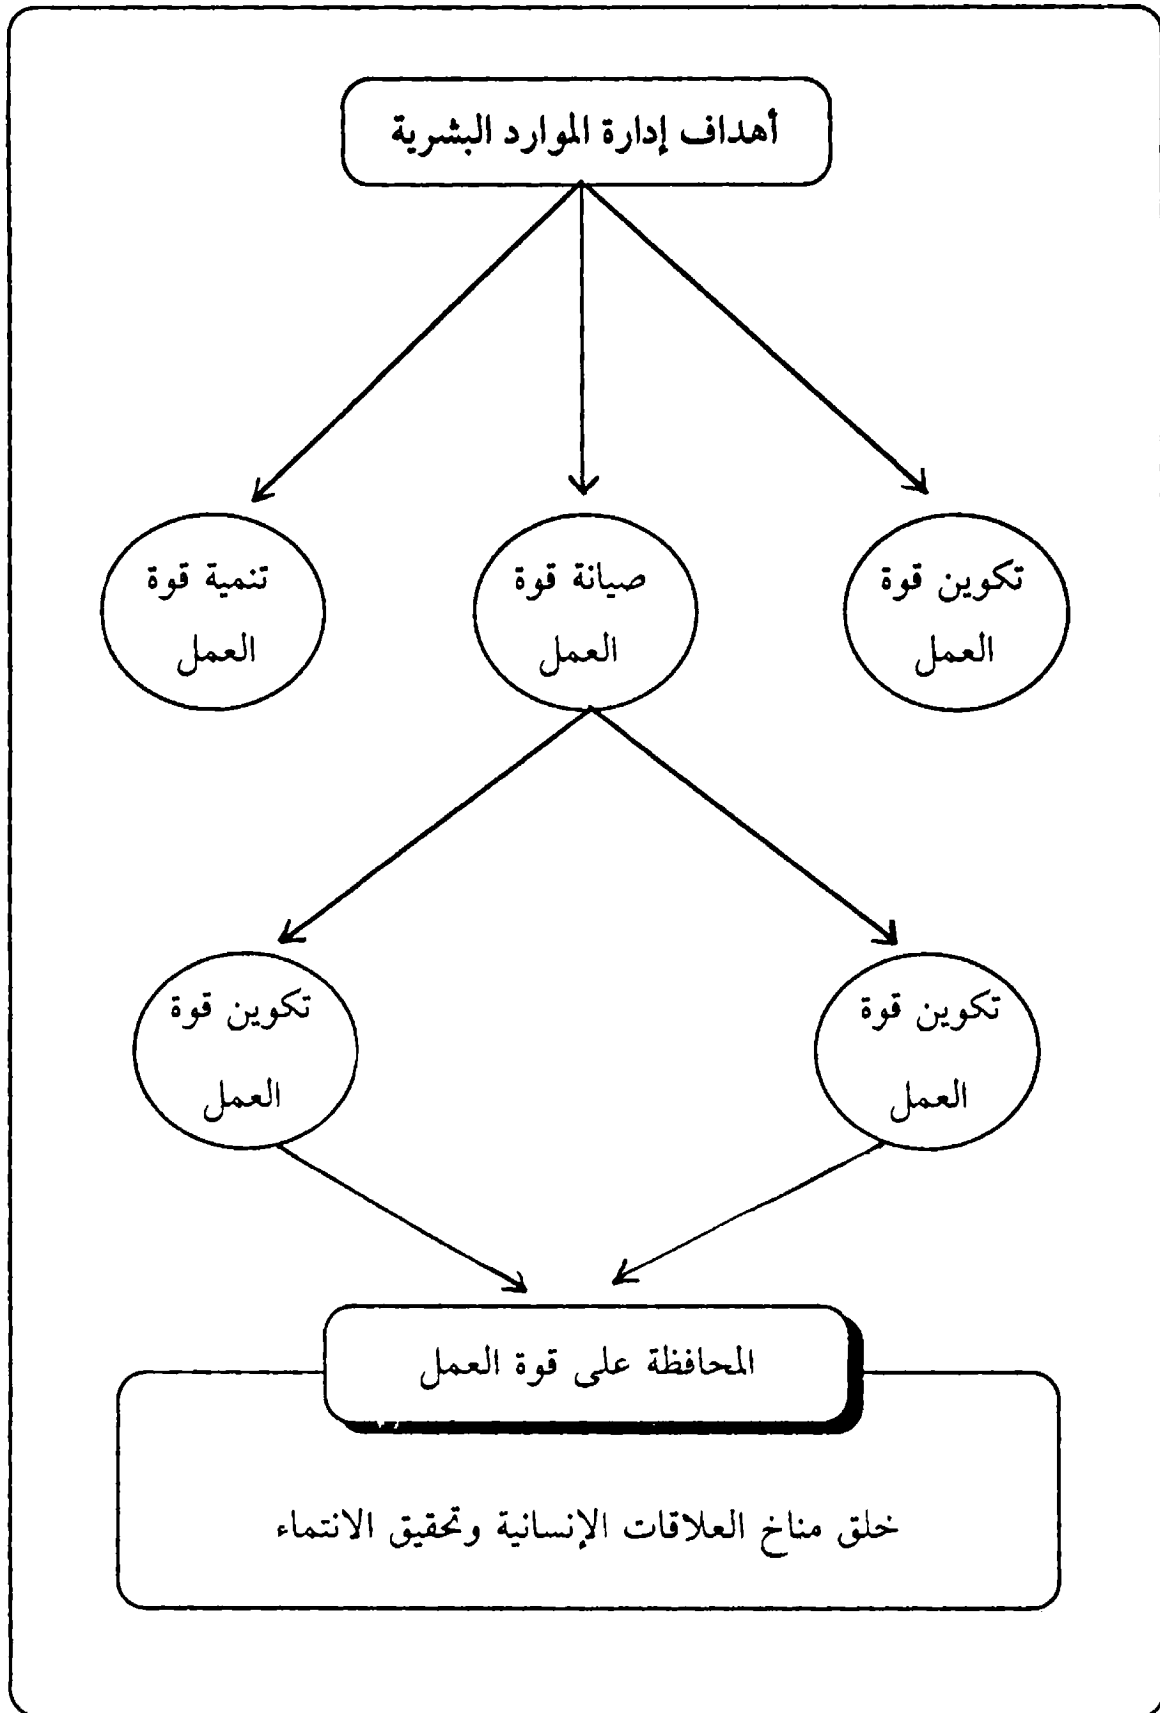 أهداف إدارة الموارد البشرية
تكوين قوة
العمل
صيانة قوة
العمل
تنمية قوة
العمل
تكوين قوة
العمل
تكوين قوة
العمل
المحافظة على قوة العمل
خلق مناخ العلاقات الإنسانية وتحقيق الانتماء